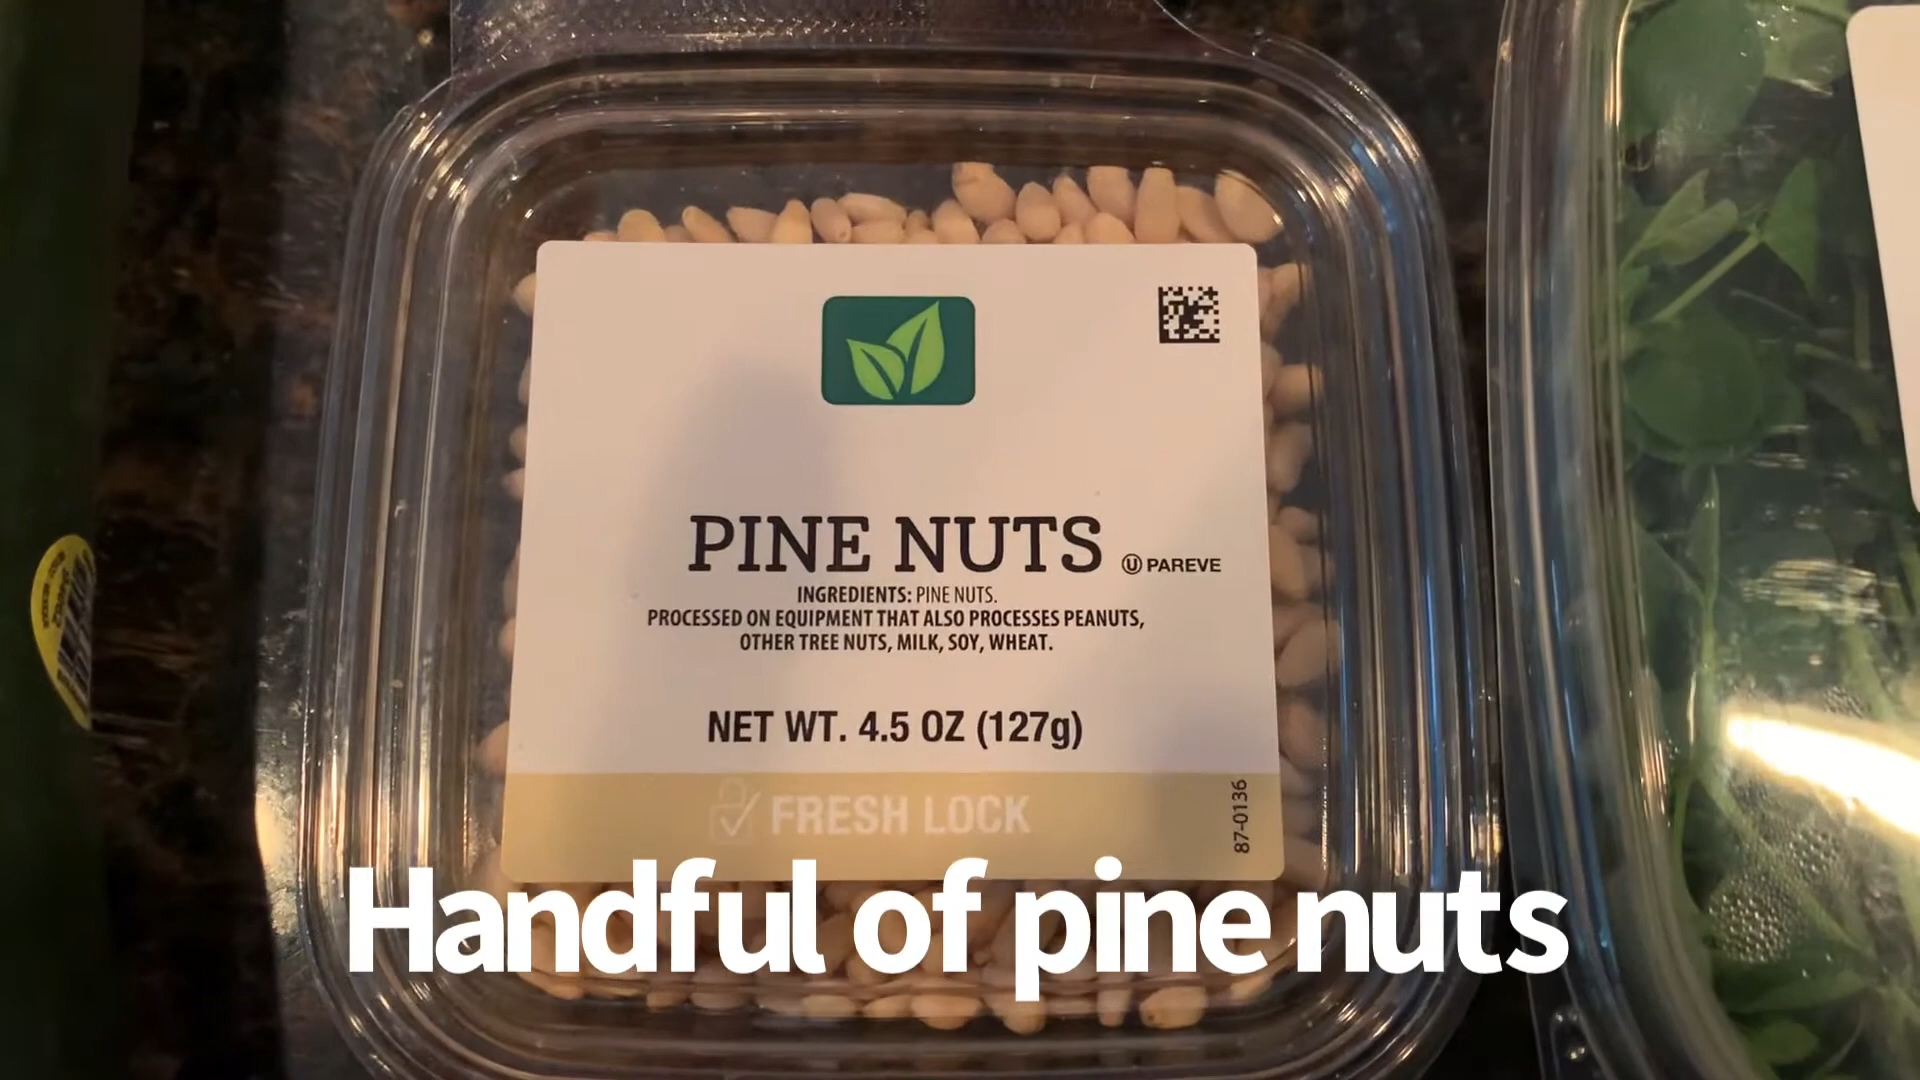 PINE NUTS
Ⓤ PAREVE
INGREDIENTS: PINE NUTS.
PROCESSED ON EQUIPMENT THAT ALSO PROCESSES PEANUTS,
OTHER TREE NUTS, MILK, SOY, WHEAT.
NET WT. 4.5 OZ (127g)
FRESH LOCK
87-0136
Handful of pine nuts